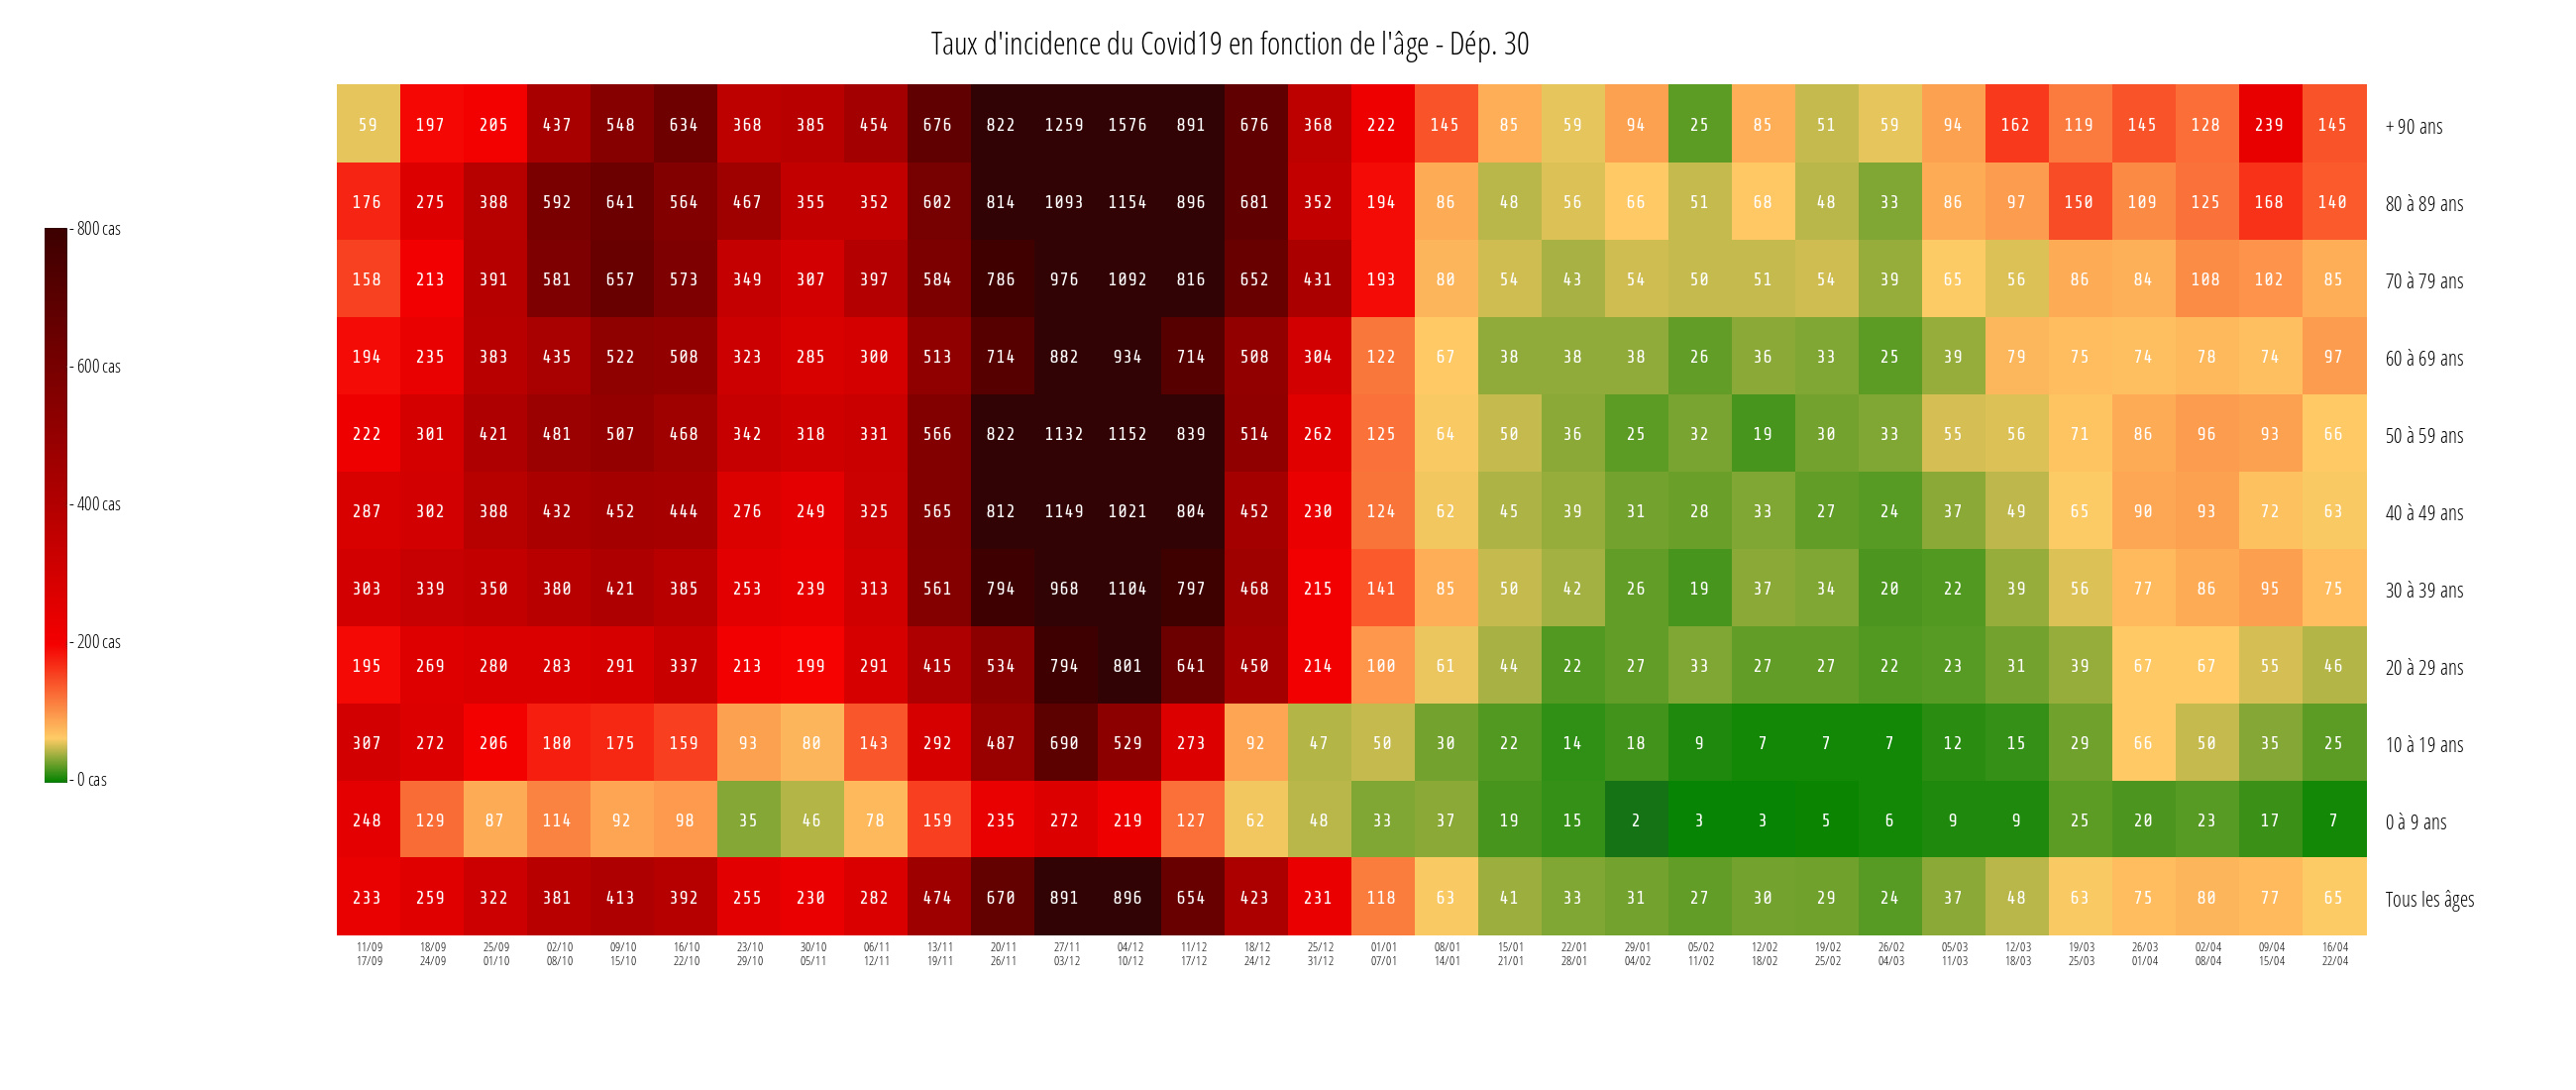 Taux d'incidence du Covid19 en fonction de l'âge - Dép. 30
- 800 cas
- 600 cas
- 400 cas
- 200 cas
- 0 cas
59 197 205 437 548 634 368 385 454 676 822 1259 1576 891 676 368 222 145 85 59 94 25 85 51 59 94 162 119 145 128 239 145 + 90 ans
176 275 388 592 641 564 467 355 352 602 814 1093 1154 896 681 352 194 86 48 56 66 51 68 48 33 86 97 150 109 125 168 140 80 à 89 ans
158 213 391 581 657 573 349 307 397 584 786 976 1092 816 652 431 193 80 54 43 54 50 51 54 39 65 56 86 84 108 102 85 70 à 79 ans
194 235 383 435 522 508 323 285 300 513 714 882 934 714 508 304 122 67 38 38 38 26 36 33 25 39 79 75 74 78 74 97 60 à 69 ans
222 301 421 481 507 468 342 318 331 566 822 1132 1152 839 514 262 125 64 50 36 25 32 19 30 33 55 56 71 86 96 93 66 50 à 59 ans
287 302 388 432 452 444 276 249 325 565 812 1149 1021 804 452 230 124 62 45 39 31 28 33 27 24 37 49 65 90 93 72 63 40 à 49 ans
303 339 350 380 421 385 253 239 313 561 794 968 1104 797 468 215 141 85 50 42 26 19 37 34 20 22 39 56 77 86 95 75 30 à 39 ans
195 269 280 283 291 337 213 199 291 415 534 794 801 641 450 214 100 61 44 22 27 33 27 27 22 23 31 39 67 67 55 46 20 à 29 ans
307 272 206 180 175 159 93 80 143 292 487 690 529 273 92 47 50 30 22 14 18 9 7 7 7 12 15 29 66 50 35 25 10 à 19 ans
248 129 87 114 92 98 35 46 78 159 235 272 219 127 62 48 33 37 19 15 2 3 3 5 6 9 9 25 20 23 17 7 0 à 9 ans
233 259 322 381 413 392 255 230 282 474 670 891 896 654 423 231 118 63 41 33 31 27 30 29 24 37 48 63 75 80 77 65 Tous les âges
11/09 18/09 25/09 02/10 09/10 16/10 23/10 30/10 06/11 13/11 20/11 27/11 04/12 11/12 18/12 25/12 01/01 08/01 15/01 22/01 29/01 05/02 12/02 19/02 26/02 05/03 12/03 19/03 26/03 02/04 09/04 16/04
17/09 24/09 01/10 08/10 15/10 22/10 29/10 05/11 12/11 19/11 26/11 03/12 10/12 17/12 24/12 31/12 07/01 14/01 21/01 28/01 04/02 11/02 18/02 25/02 04/03 11/03 18/03 25/03 01/04 08/04 15/04 22/04